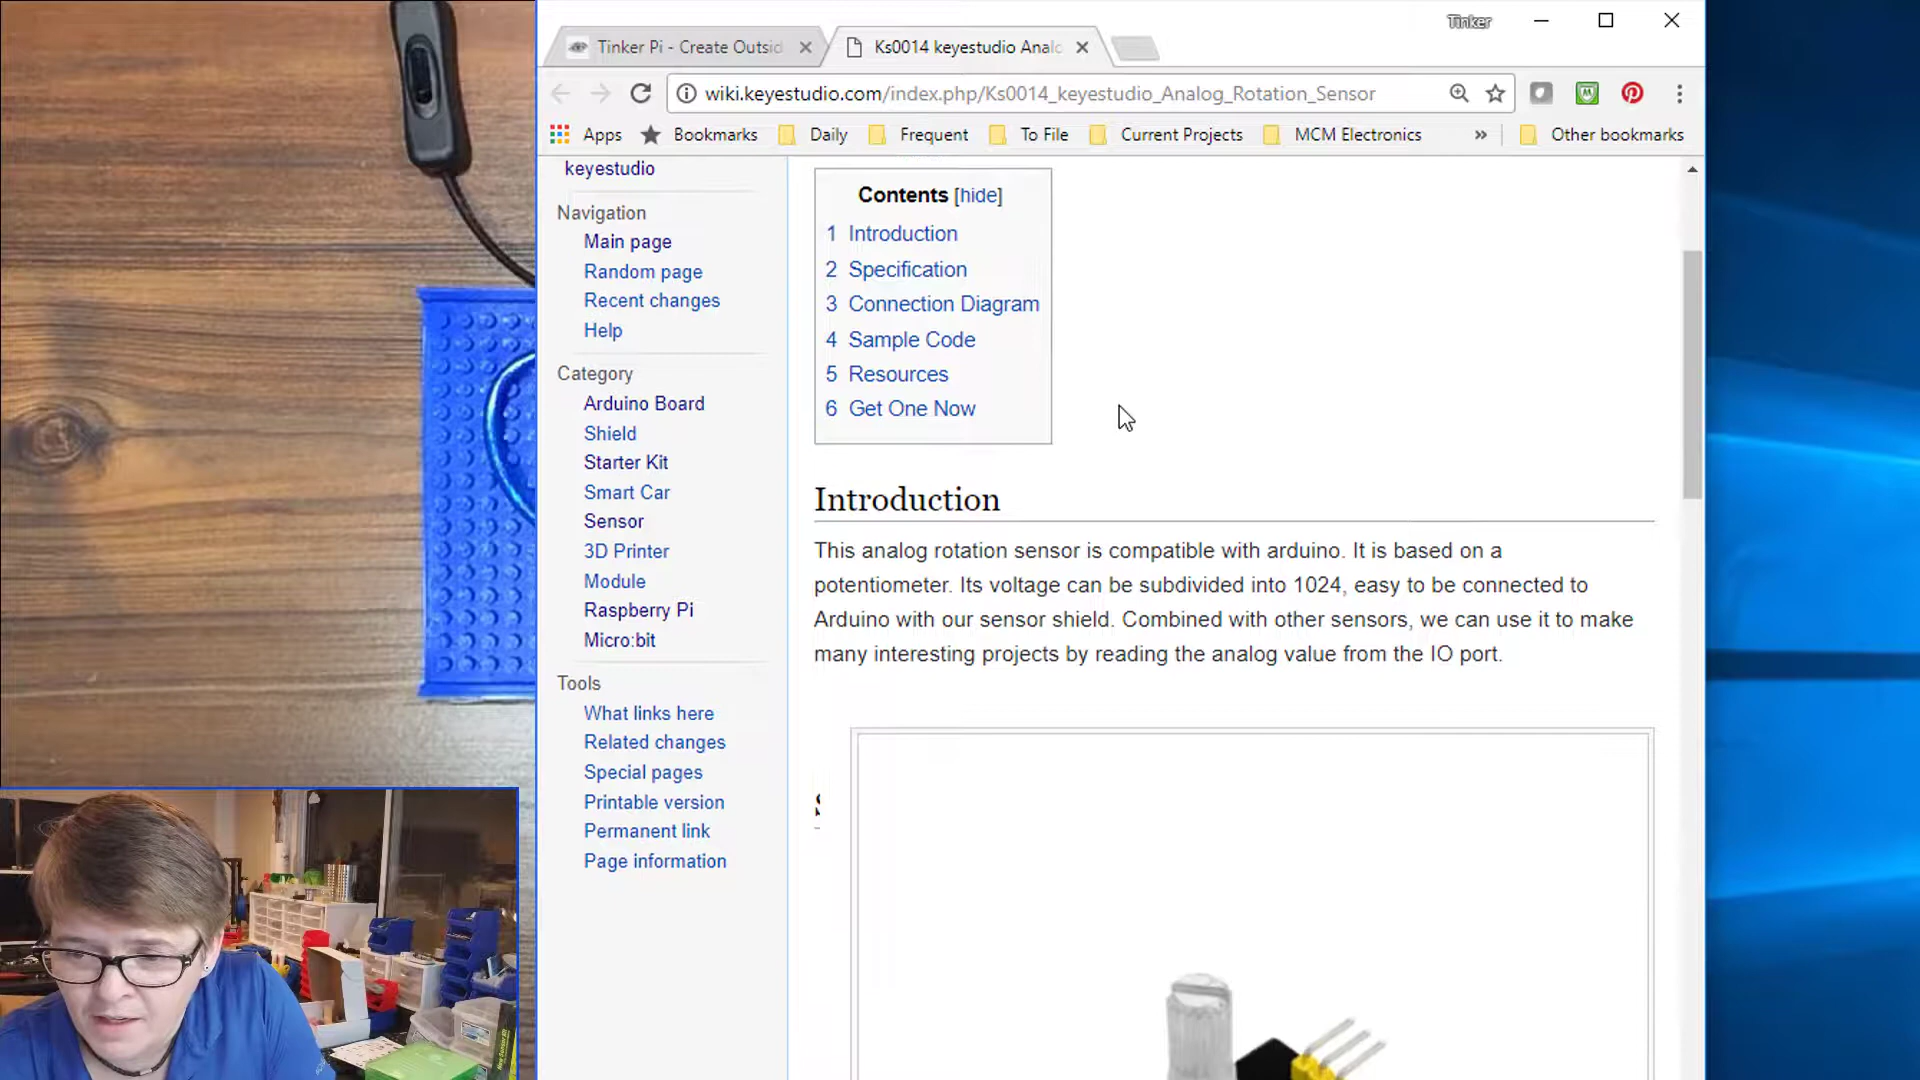 Tinker
Tinker Pi - Create Outsid
Ks0014 keyestudio Analo
wiki.keyestudio.com/index.php/Ks0014_keyestudio_Analog_Rotation_Sensor
Apps Bookmarks Daily Frequent To File Current Projects MCM Electronics » Other bookmarks
keyestudio
Navigation
Main page
Random page
Recent changes
Help
Category
Arduino Board
Shield
Starter Kit
Smart Car
Sensor
3D Printer
Module
Raspberry Pi
Micro:bit
Tools
What links here
Related changes
Special pages
Printable version
Permanent link
Page information
Contents [hide]
1 Introduction
2 Specification
3 Connection Diagram
4 Sample Code
5 Resources
6 Get One Now
Introduction
This analog rotation sensor is compatible with arduino. It is based on a
potentiometer. Its voltage can be subdivided into 1024, easy to be connected to
Arduino with our sensor shield. Combined with other sensors, we can use it to make
many interesting projects by reading the analog value from the IO port.